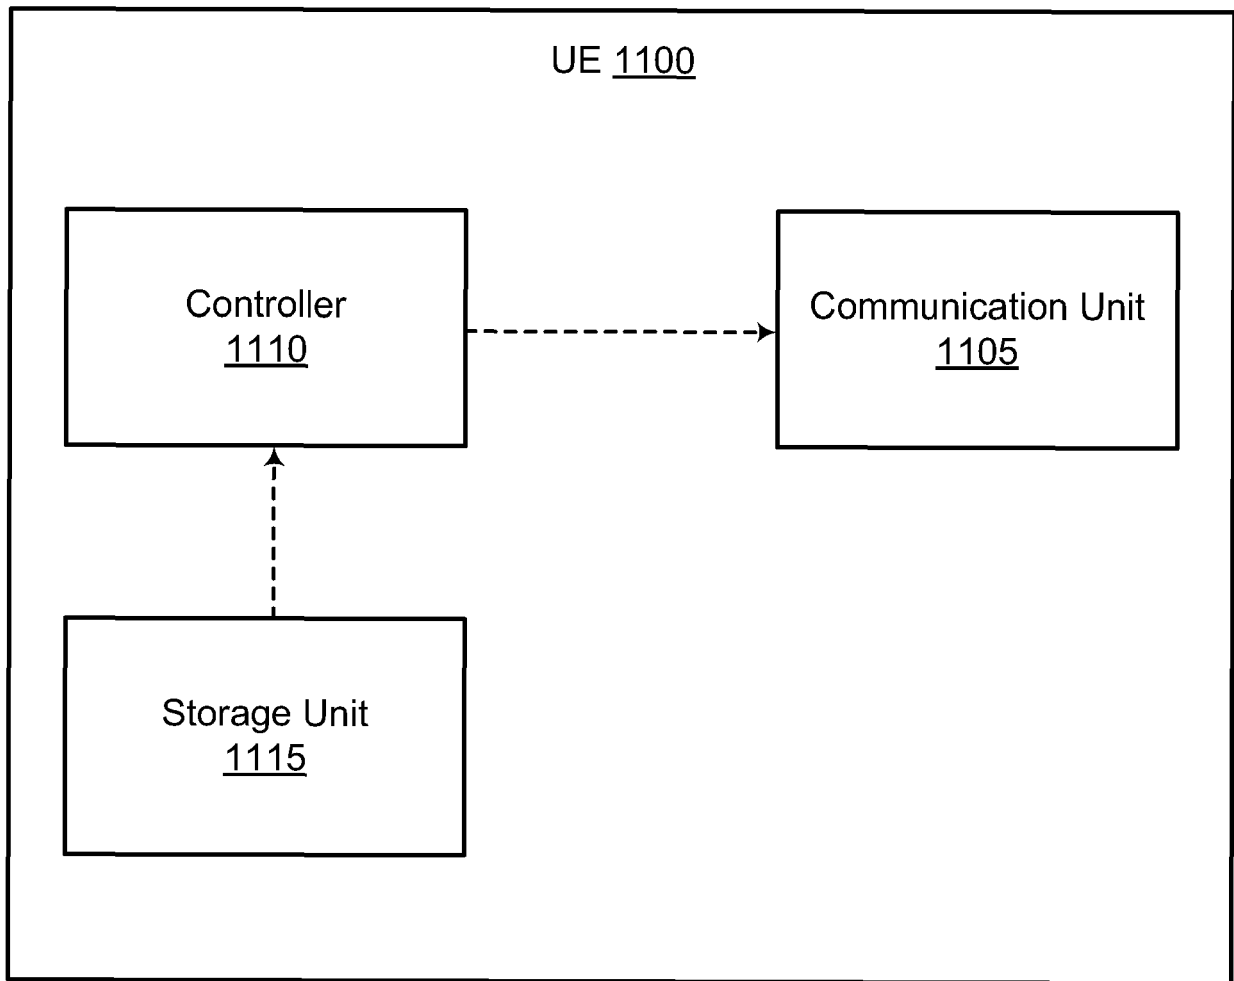 UE 1100
Controller
1110
Communication Unit
1105
Storage Unit
1115